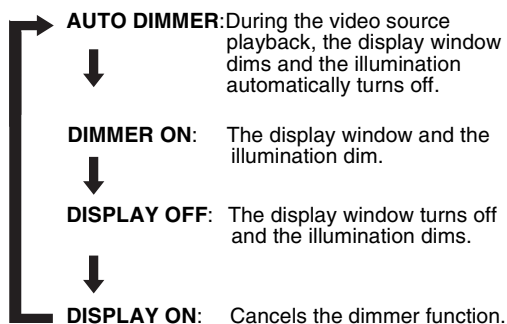 AUTO DIMMER: During the video source
playback, the display window
dims and the illumination
automatically turns off.
DIMMER ON: The display window and the
illumination dim.
DISPLAY OFF: The display window turns off
and the illumination dims.
DISPLAY ON: Cancels the dimmer function.